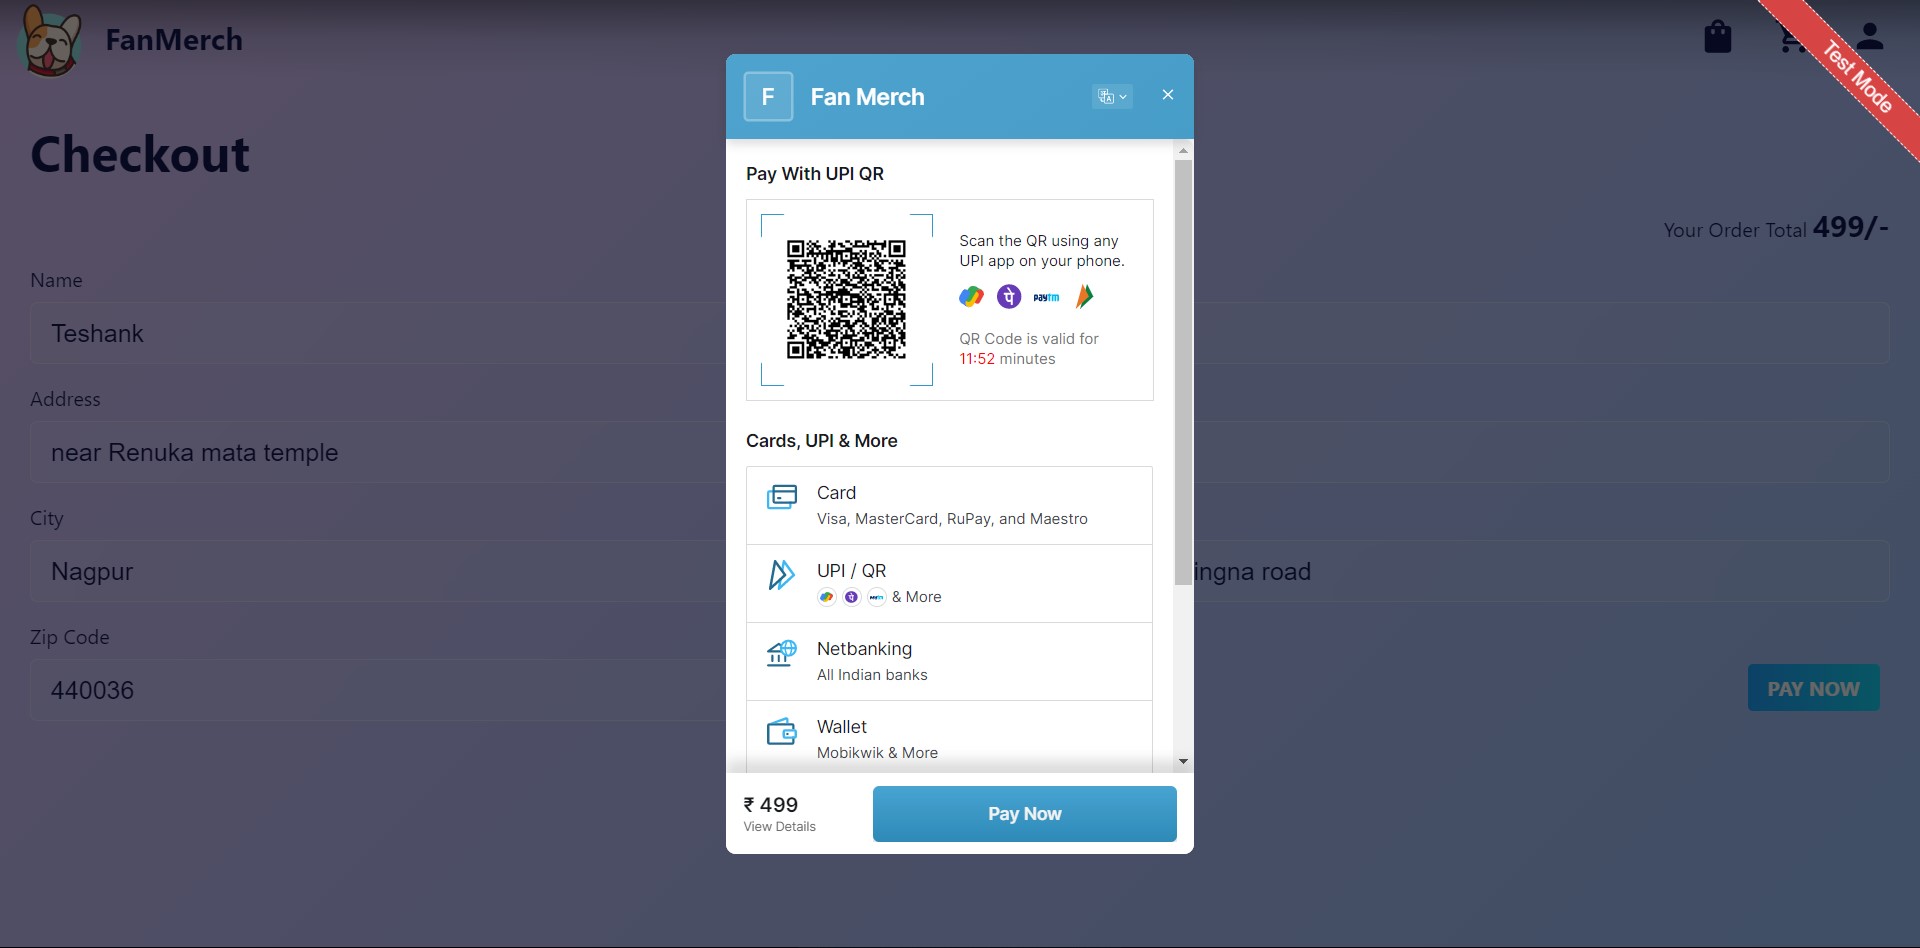 FanMerch
Test Mode
Checkout
Your Order Total 499/-
Name
Teshank
Address
near Renuka mata temple
City
Nagpur
ingna road
Zip Code
440036
PAY NOW
F
Fan Merch
Pay With UPI QR
Scan the QR using any
UPI app on your phone.
पे
paytm
QR Code is valid for
11:52 minutes
Cards, UPI & More
Card
Visa, MasterCard, RuPay, and Maestro
UPI / QR
& More
Netbanking
All Indian banks
Wallet
Mobikwik & More
₹ 499
View Details
Pay Now